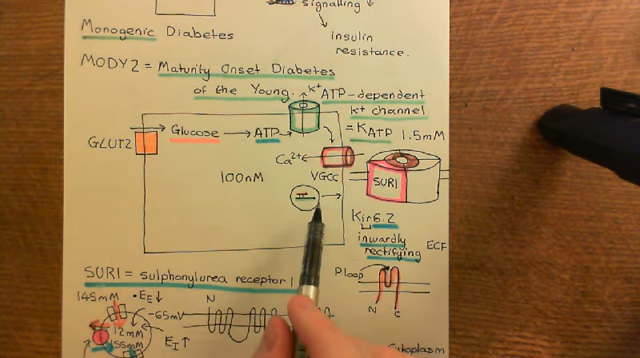 signalling ↓
insulin
resistance.
Monogenic Diabetes
MODY2 = Maturity Onset Diabetes
of the Young.
K+
ATP-dependent
K+ channel
= KATP
1.5mM
GLUT2
Glucose → ATP →
Ca2+
VGCC
100nM
SUR1
Kir6.2
inwardly
rectifying
ECF
P loop
N C
SUR1 = sulphonylurea receptor 1
145mM
• EE ↓
-65mV
N
12mM
55mM
EI ↑
Cytoplasm